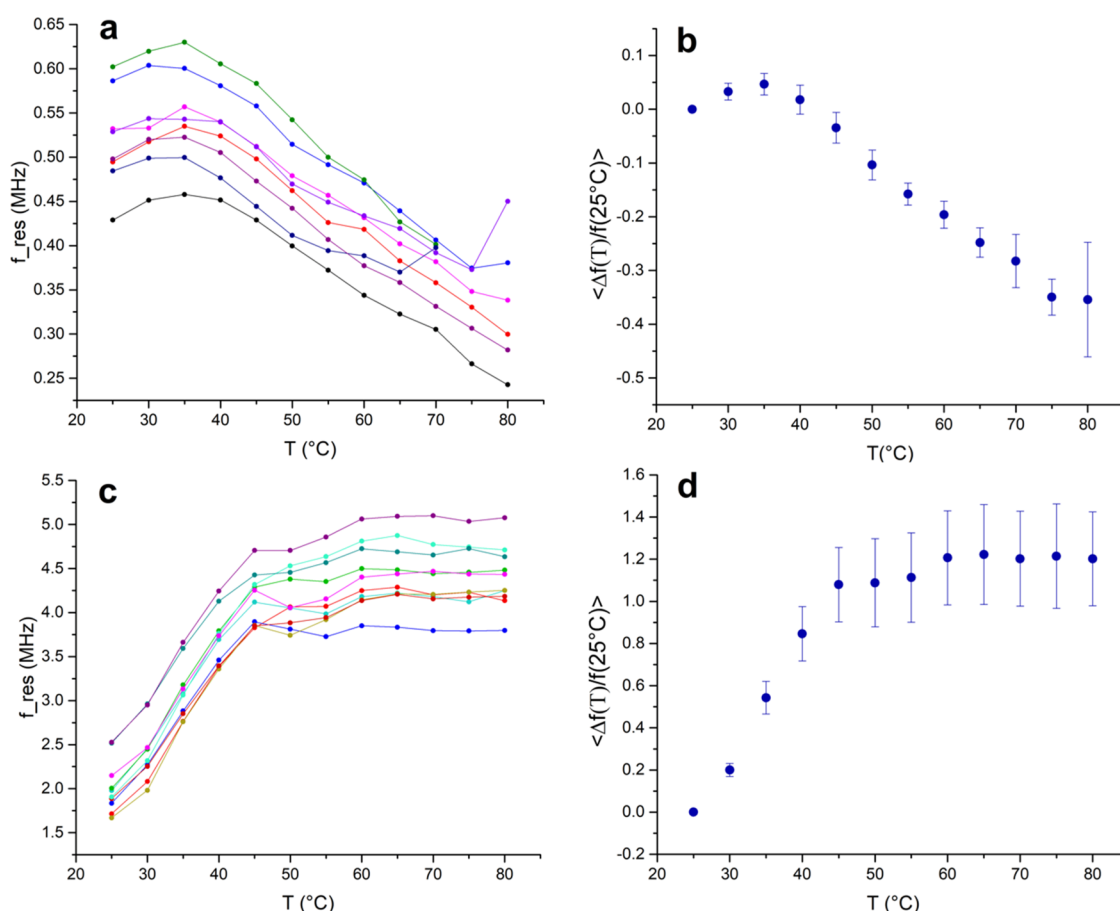 a
0.65
0.60
0.55
0.50
0.45
0.40
0.35
0.30
0.25
f_res (MHz)
20 30 40 50 60 70 80
T (°C)
b
0.1
0.0
-0.1
-0.2
-0.3
-0.4
-0.5
<Δf(T)/f(25°C)>
20 30 40 50 60 70 80
T(°C)
c
5.5
5.0
4.5
4.0
3.5
3.0
2.5
2.0
1.5
f_res (MHz)
20 30 40 50 60 70 80
T (°C)
d
1.6
1.4
1.2
1.0
0.8
0.6
0.4
0.2
0.0
-0.2
<Δf(T)/f(25°C)>
20 30 40 50 60 70 80
T (°C)